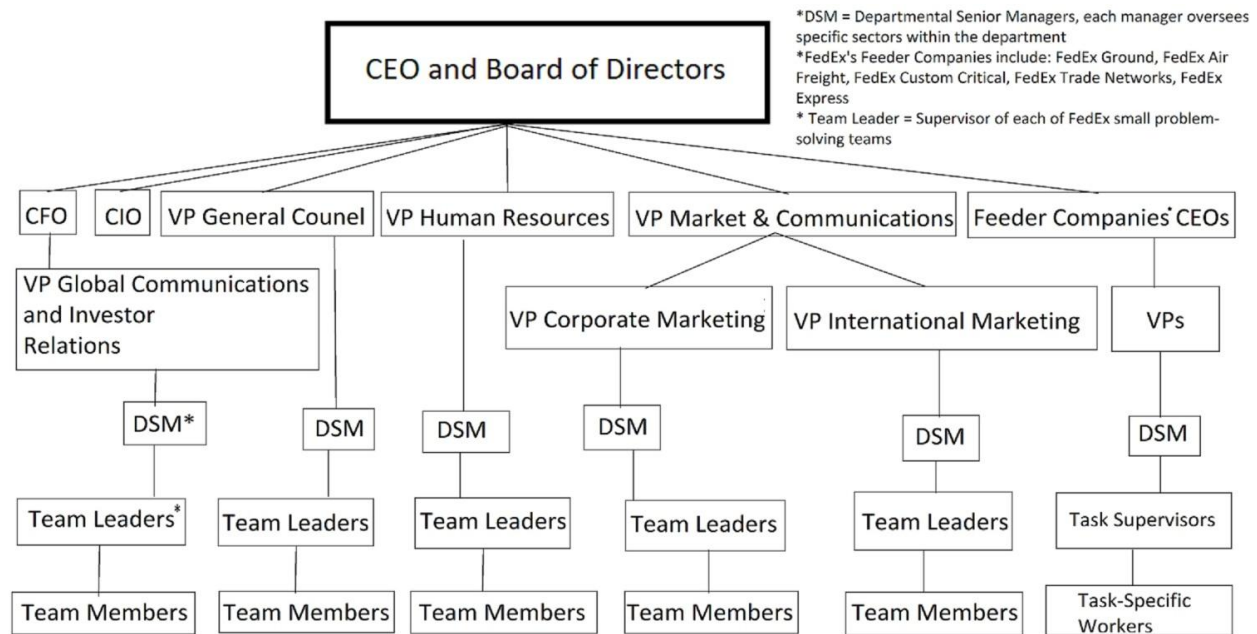 *DSM = Departmental Senior Managers, each manager oversees
specific sectors within the department
*FedEx's Feeder Companies include: FedEx Ground, FedEx Air
Freight, FedEx Custom Critical, FedEx Trade Networks, FedEx
Express
* Team Leader = Supervisor of each of FedEx small problem-
solving teams
CEO and Board of Directors
CFO
CIO
VP General Counel
VP Human Resources
VP Market & Communications
Feeder Companies* CEOs
VP Global Communications
and Investor
Relations
VP Corporate Marketing
VP International Marketing
VPs
DSM*
DSM
DSM
DSM
DSM
DSM
Team Leaders*
Team Leaders
Team Leaders
Team Leaders
Team Leaders
Task Supervisors
Team Members
Team Members
Team Members
Team Members
Team Members
Task-Specific
Workers